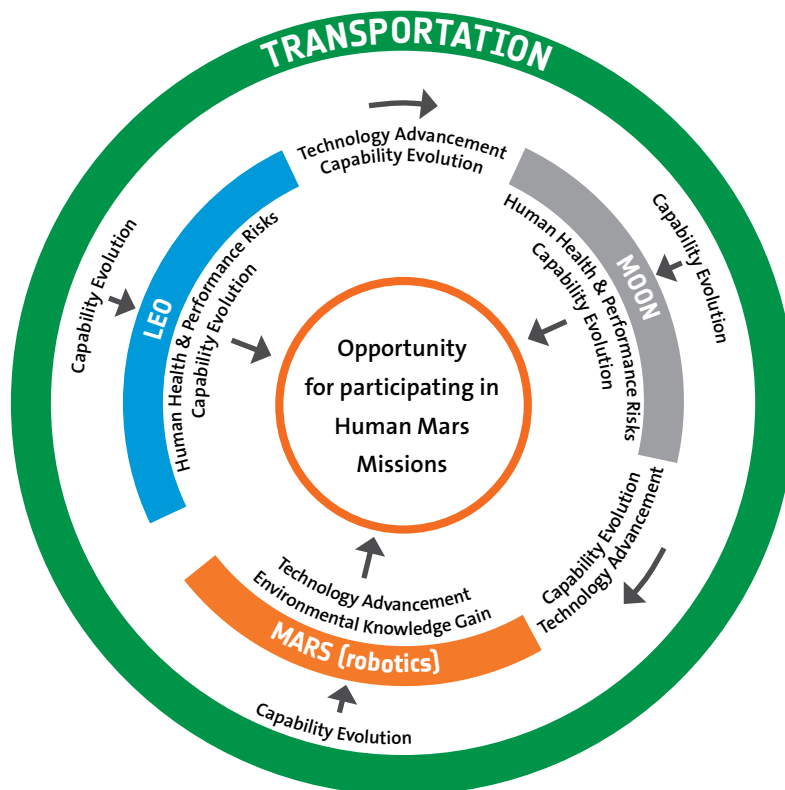 TRANSPORTATION
Technology Advancement
Capability Evolution
Capability Evolution
LEO
Human Health & Performance Risks
Capability Evolution
Human Health & Performance Risks
Capability Evolution
MOON
Capability Evolution
Opportunity
for participating in
Human Mars
Missions
Capability Evolution
Technology Advancement
Technology Advancement
Environmental Knowledge Gain
MARS (robotics)
Capability Evolution